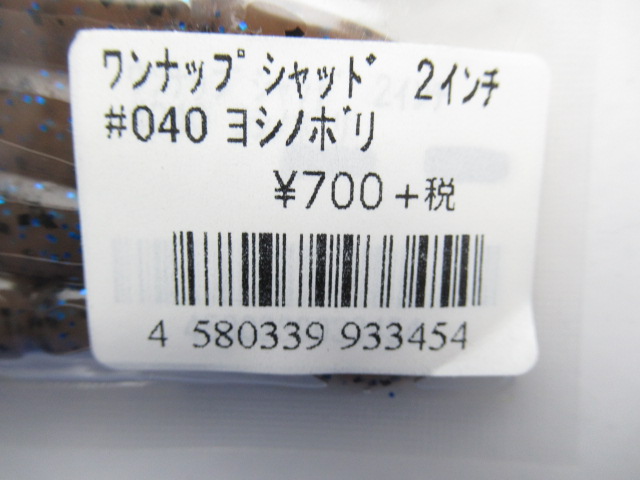 ﾜﾝﾅｯﾌﾟ ｼｬｯﾄﾞ 2ｲﾝﾁ
#040 ヨシノボリ
¥700 +税
4 580339 933454